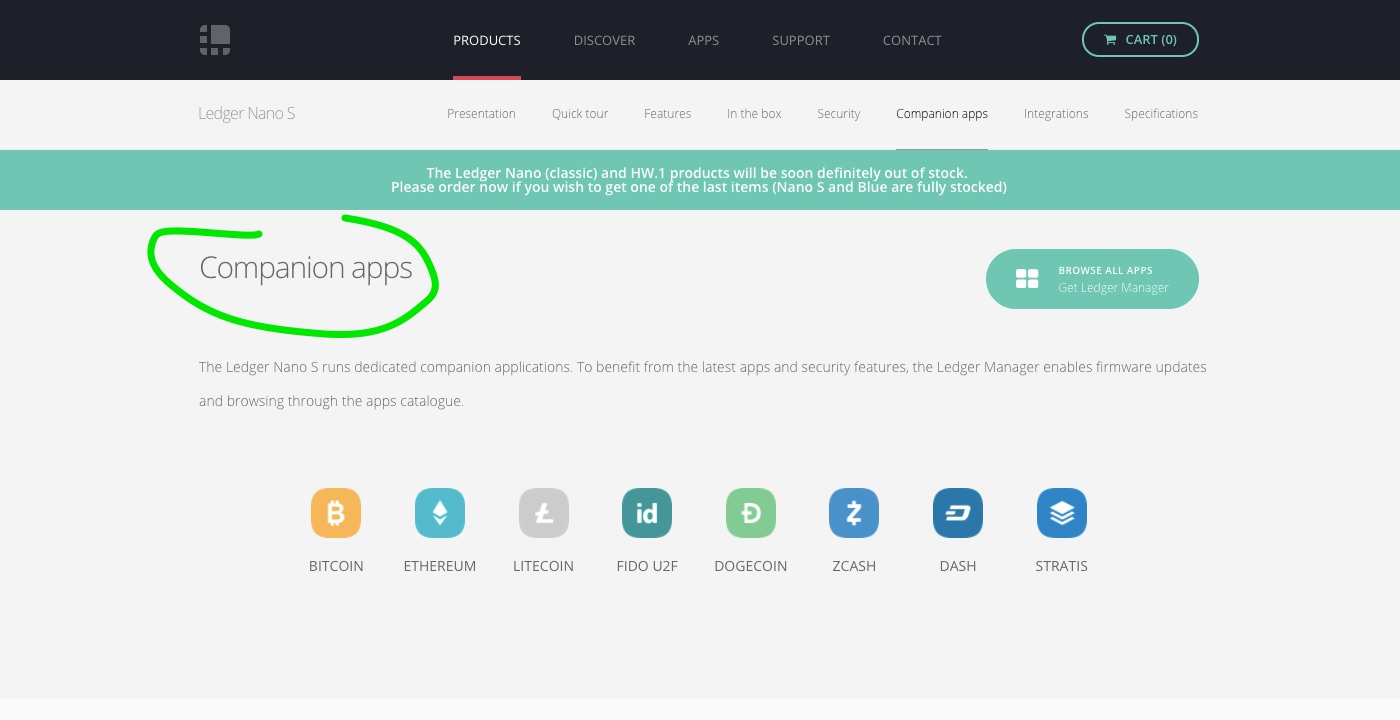 PRODUCTS DISCOVER APPS SUPPORT CONTACT CART (0)
Ledger Nano S Presentation Quick tour Features In the box Security Companion apps Integrations Specifications
The Ledger Nano (classic) and HW.1 products will be soon definitely out of stock.
Please order now if you wish to get one of the last items (Nano S and Blue are fully stocked)
Companion apps
BROWSE ALL APPS
Get Ledger Manager
The Ledger Nano S runs dedicated companion applications. To benefit from the latest apps and security features, the Ledger Manager enables firmware updates
and browsing through the apps catalogue.
id
BITCOIN ETHEREUM LITECOIN FIDO U2F DOGECOIN ZCASH DASH STRATIS